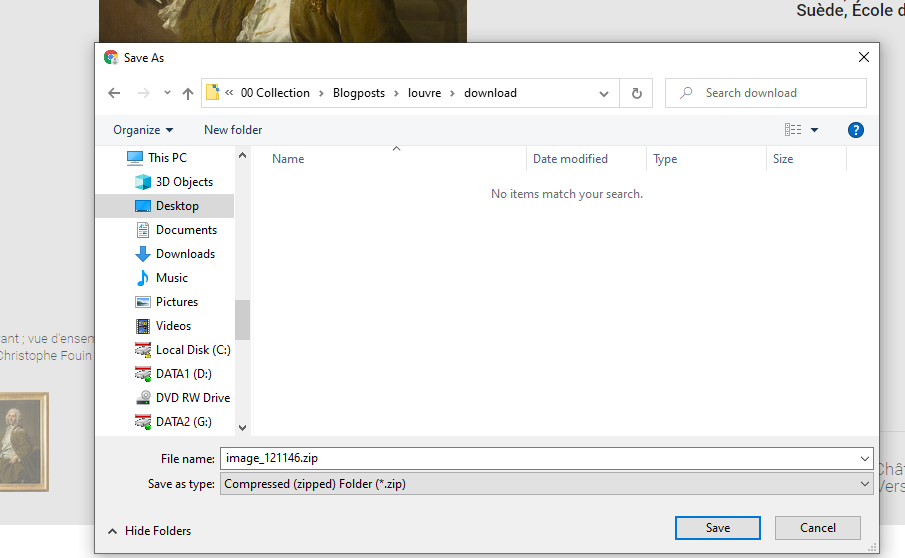 Suède, École d
Save As
« 00 Collection > Blogposts > louvre > download
Search download
Organize
New folder
?
This PC
3D Objects
Desktop
Documents
Downloads
Music
Pictures
Videos
Local Disk (C:)
DATA1 (D:)
DVD RW Drive
DATA2 (G:)
Name
Date modified
Type
Size
No items match your search.
vant ; vue d'ensem
Christophe Fouin
File name:
image_121146.zip
Save as type:
Compressed (zipped) Folder (*.zip)
Chât
Vers
Hide Folders
Save
Cancel